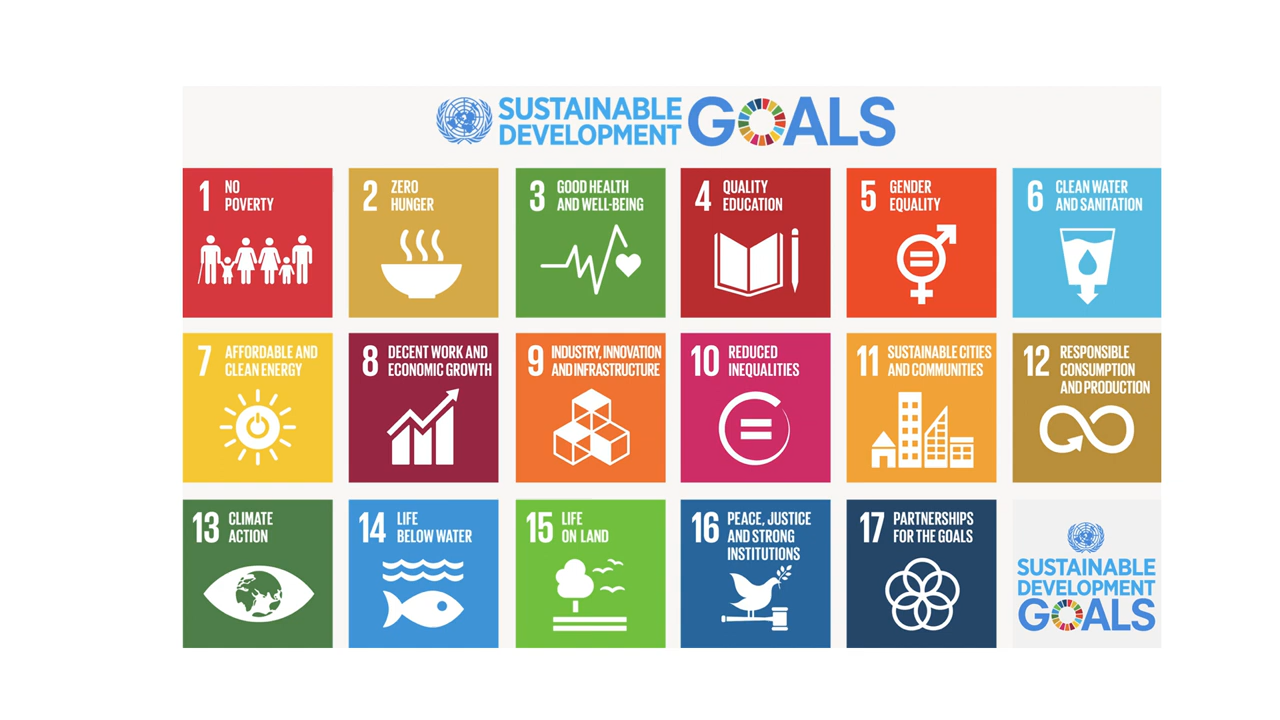 SUSTAINABLE
DEVELOPMENT
GOALS
1 NO
POVERTY
2 ZERO
HUNGER
3 GOOD HEALTH
AND WELL-BEING
4 QUALITY
EDUCATION
5 GENDER
EQUALITY
6 CLEAN WATER
AND SANITATION
7 AFFORDABLE AND
CLEAN ENERGY
8 DECENT WORK AND
ECONOMIC GROWTH
9 INDUSTRY, INNOVATION
AND INFRASTRUCTURE
10 REDUCED
INEQUALITIES
11 SUSTAINABLE CITIES
AND COMMUNITIES
12 RESPONSIBLE
CONSUMPTION
AND PRODUCTION
13 CLIMATE
ACTION
14 LIFE
BELOW WATER
15 LIFE
ON LAND
16 PEACE, JUSTICE
AND STRONG
INSTITUTIONS
17 PARTNERSHIPS
FOR THE GOALS
SUSTAINABLE
DEVELOPMENT
GOALS